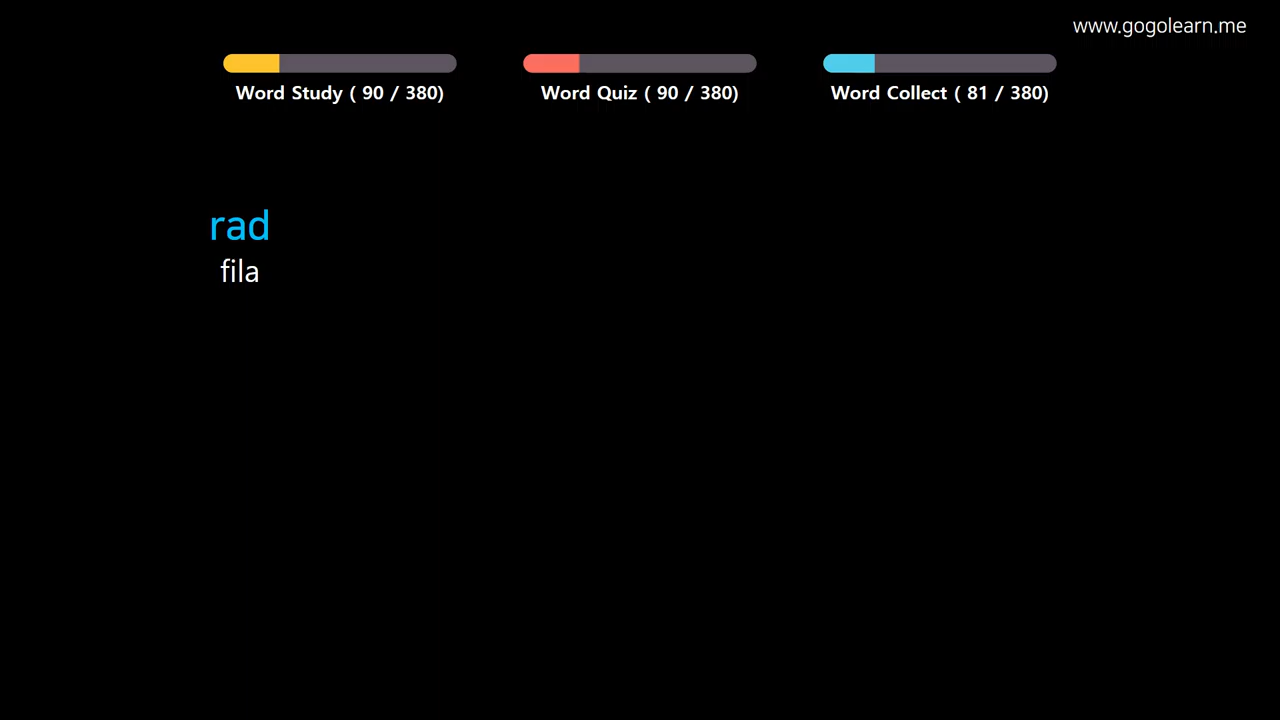 www.gogolearn.me
Word Study ( 90 / 380)
Word Quiz ( 90 / 380)
Word Collect ( 81 / 380)
rad
fila